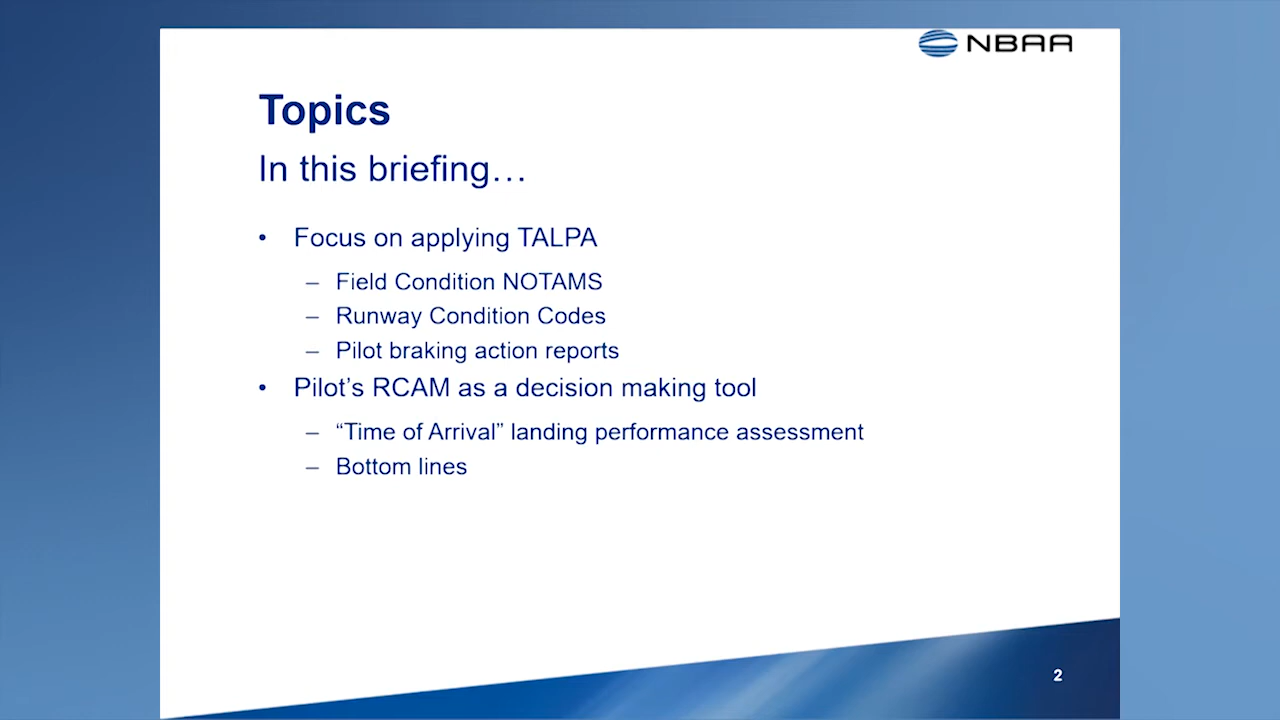 NBAA
Topics
In this briefing…
• Focus on applying TALPA
– Field Condition NOTAMS
– Runway Condition Codes
– Pilot braking action reports
• Pilot’s RCAM as a decision making tool
– “Time of Arrival” landing performance assessment
– Bottom lines
2